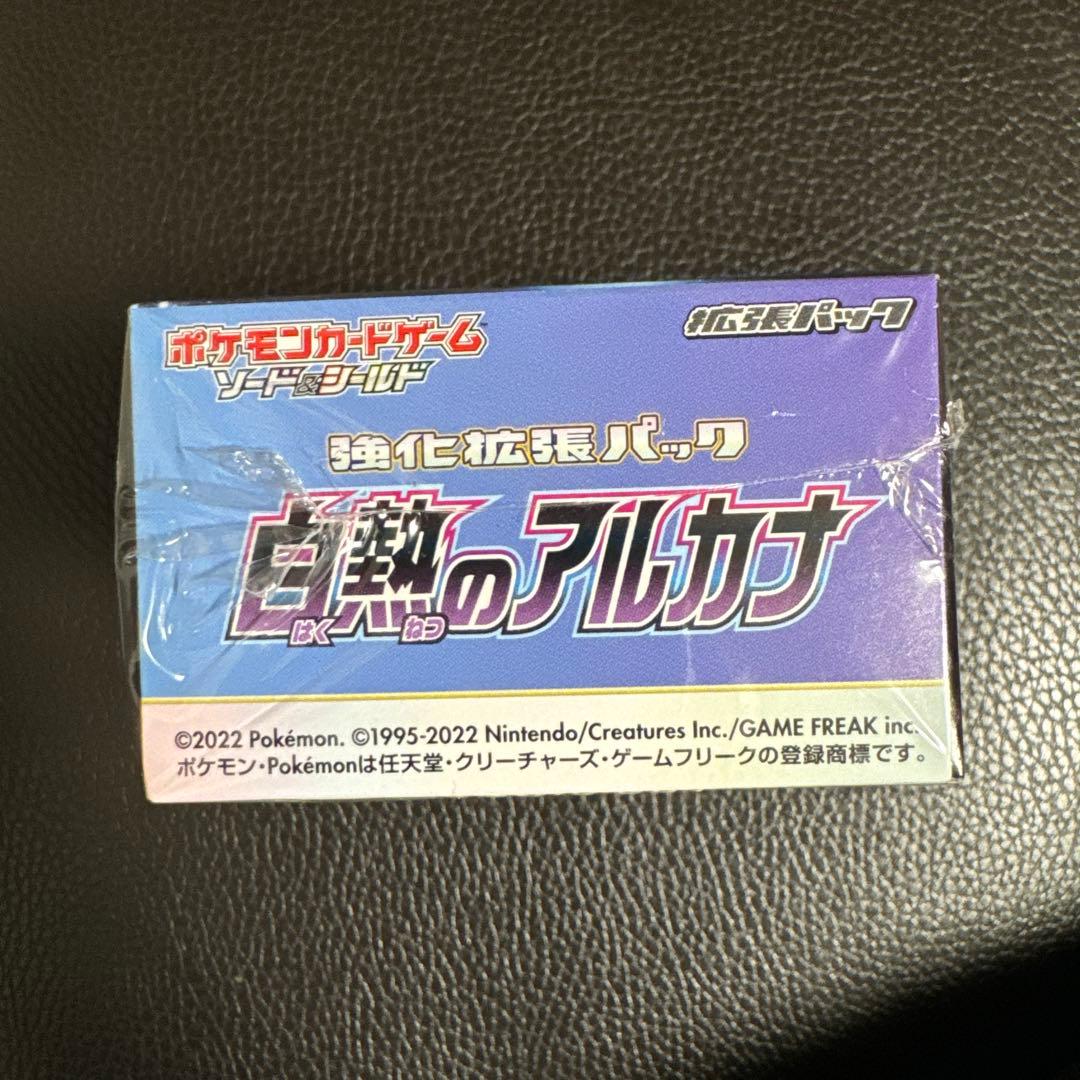 ポケモンカードゲーム
ソード&シールド
拡張パック
強化拡張パック
白熱のアルカナ
はく ねつ
©2022 Pokémon. ©1995-2022 Nintendo/Creatures Inc./GAME FREAK inc.
ポケモン・Pokémonは任天堂・クリーチャーズ・ゲームフリークの登録商標です。